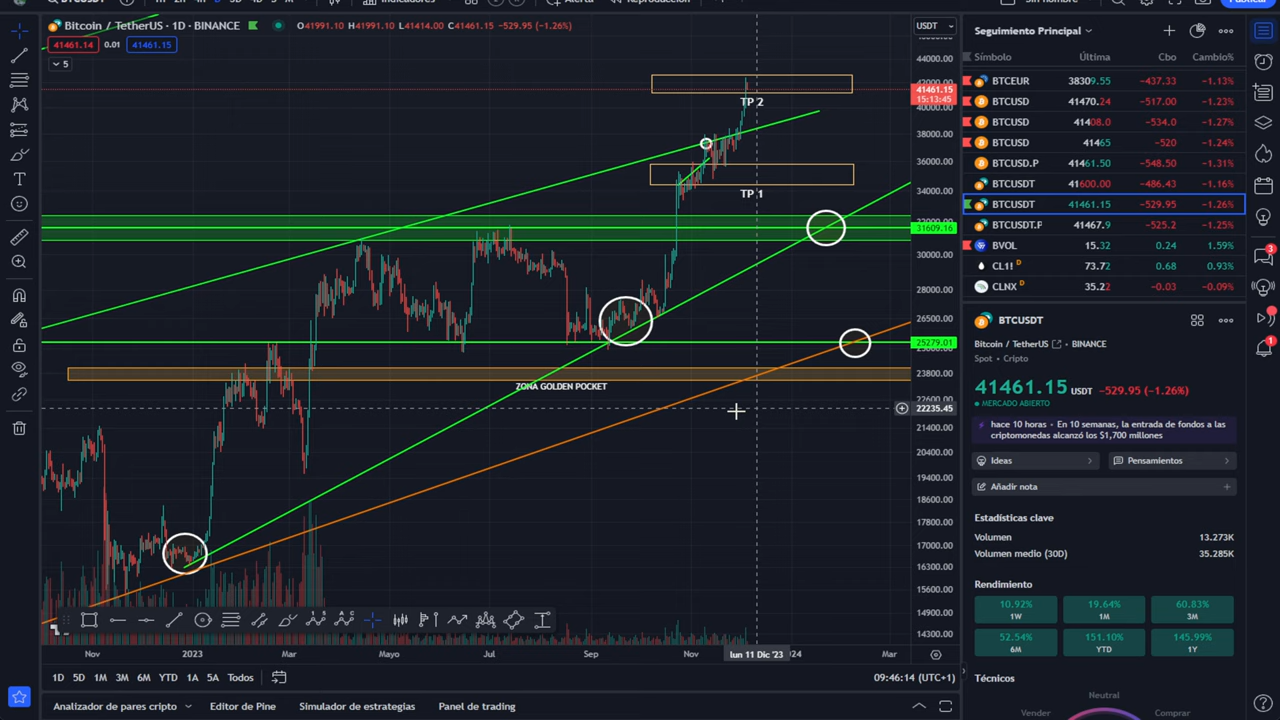 Bitcoin / TetherUS · 1D · BINANCE
O41991.10 H41991.10 L41414.00 C41461.15 −529.95 (−1.26%)
41461.14 0.01 41461.15
5
USDT
44000.00
42000.00
41461.15
15:13:45
40000.00
38000.00
36000.00
34000.00
32000.00
31609.16
30000.00
28000.00
26500.00
25279.01
23800.00
22600.00
22235.45
21400.00
20400.00
19400.00
18600.00
17800.00
17000.00
16300.00
15600.00
14900.00
14300.00
TP 2
TP 1
ZONA GOLDEN POCKET
Nov 2023 Mar Mayo Jul Sep Nov lun 11 Dic '23 Mar
1D 5D 1M 3M 6M YTD 1A 5A Todos
09:46:14 (UTC+1)
Analizador de pares cripto Editor de Pine Simulador de estrategias Panel de trading
Indicadores Alerta Reproducción
Sin nombre Publicar
Seguimiento Principal
Símbolo Última Cbo Cambio%
BTCEUR 38309.55 −437.33 −1.13%
BTCUSD 41470.24 −517.00 −1.23%
BTCUSD 41408.0 −534.0 −1.27%
BTCUSD 41465 −520 −1.24%
BTCUSD.P 41461.50 −548.50 −1.31%
BTCUSDT 41600.00 −486.43 −1.16%
BTCUSDT 41461.15 −529.95 −1.26%
BTCUSDT.P 41467.9 −525.2 −1.25%
BVOL 15.32 0.24 1.59%
CL1! D 73.72 0.68 0.93%
CLNX D 35.22 −0.03 −0.09%
BTCUSDT
Bitcoin / TetherUS · BINANCE
Spot • Cripto
41461.15 USDT −529.95 (−1.26%)
MERCADO ABIERTO
hace 10 horas • En 10 semanas, la entrada de fondos a las
criptomonedas alcanzó los $1,700 millones
Ideas Pensamientos
Añadir nota
Estadísticas clave
Volumen 13.273K
Volumen medio (30D) 35.285K
Rendimiento
10.92% 19.64% 60.83%
1W 1M 3M
52.54% 151.10% 145.99%
6M YTD 1Y
Técnicos
Neutral
Vender Comprar
3
1